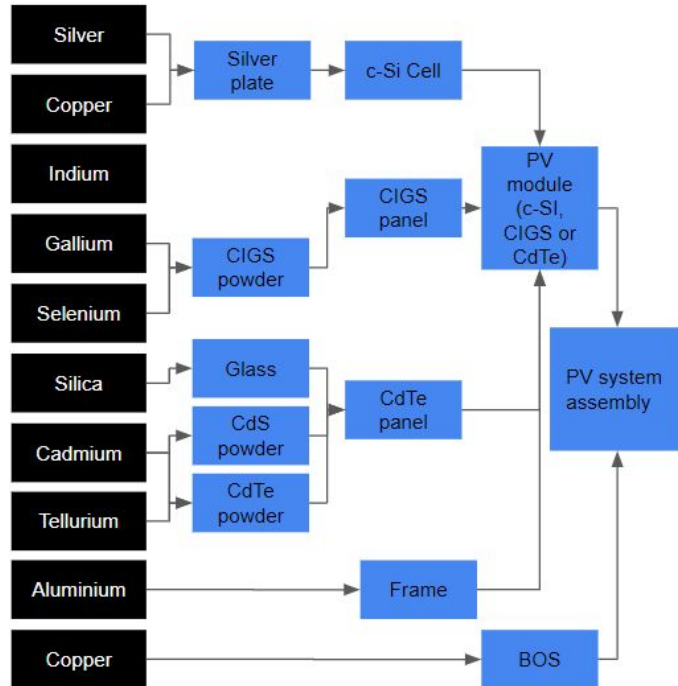 Silver
Copper
Indium
Gallium
Selenium
Silica
Cadmium
Tellurium
Aluminium
Copper
Silver
plate
CIGS
powder
Glass
CdS
powder
CdTe
powder
c-Si Cell
CIGS
panel
CdTe
panel
Frame
PV
module
(c-SI,
CIGS or
CdTe)
BOS
PV system
assembly